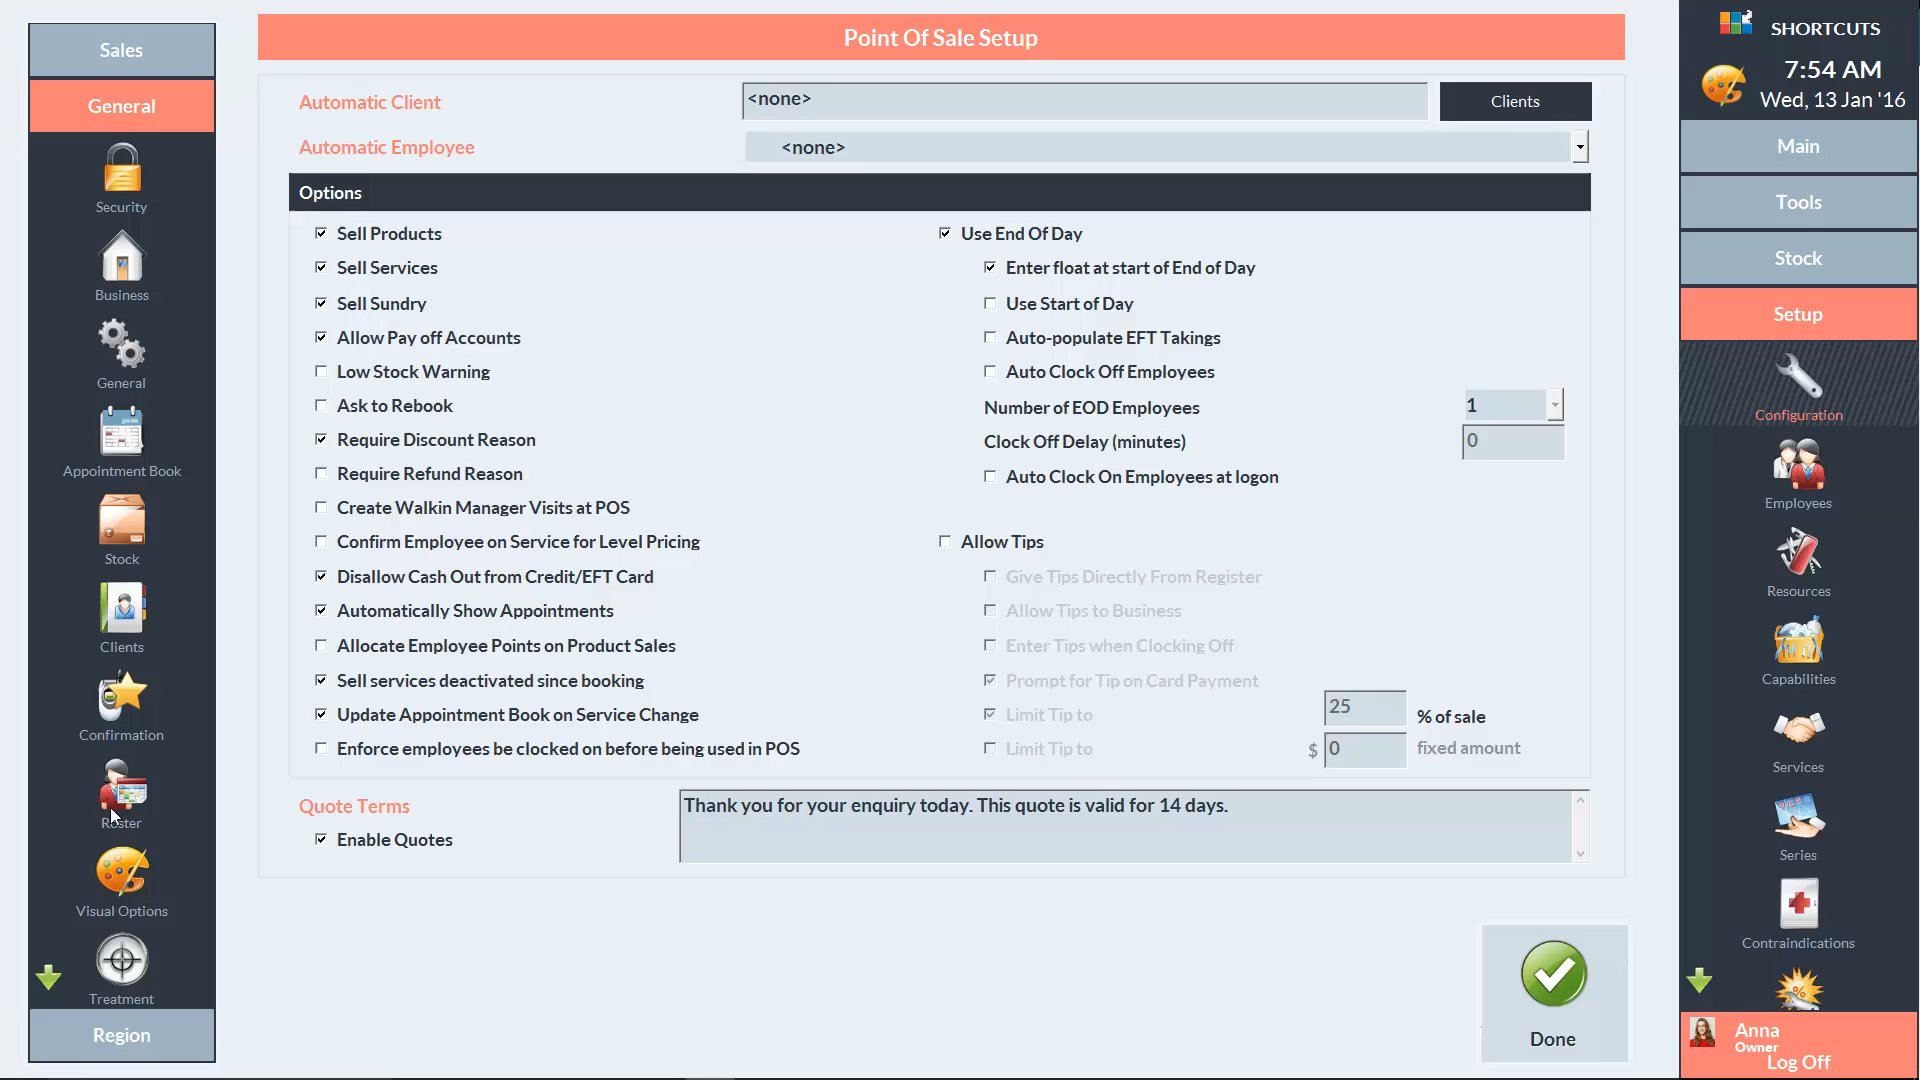 Sales
General
Security
Business
General
Appointment Book
Stock
Clients
Confirmation
Roster
Visual Options
Treatment
Region
Point Of Sale Setup
Automatic Client
<none>
Clients
Automatic Employee
<none>
Options
Sell Products
Sell Services
Sell Sundry
Allow Pay off Accounts
Low Stock Warning
Ask to Rebook
Require Discount Reason
Require Refund Reason
Create Walkin Manager Visits at POS
Confirm Employee on Service for Level Pricing
Disallow Cash Out from Credit/EFT Card
Automatically Show Appointments
Allocate Employee Points on Product Sales
Sell services deactivated since booking
Update Appointment Book on Service Change
Enforce employees be clocked on before being used in POS
Use End Of Day
Enter float at start of End of Day
Use Start of Day
Auto-populate EFT Takings
Auto Clock Off Employees
Number of EOD Employees
1
Clock Off Delay (minutes)
0
Auto Clock On Employees at logon
Allow Tips
Give Tips Directly From Register
Allow Tips to Business
Enter Tips when Clocking Off
Prompt for Tip on Card Payment
Limit Tip to
25
% of sale
Limit Tip to
$
0
fixed amount
Quote Terms
Enable Quotes
Thank you for your enquiry today. This quote is valid for 14 days.
Done
SHORTCUTS
7:54 AM
Wed, 13 Jan '16
Main
Tools
Stock
Setup
Configuration
Employees
Resources
Capabilities
Services
Series
Contraindications
Anna
Owner
Log Off